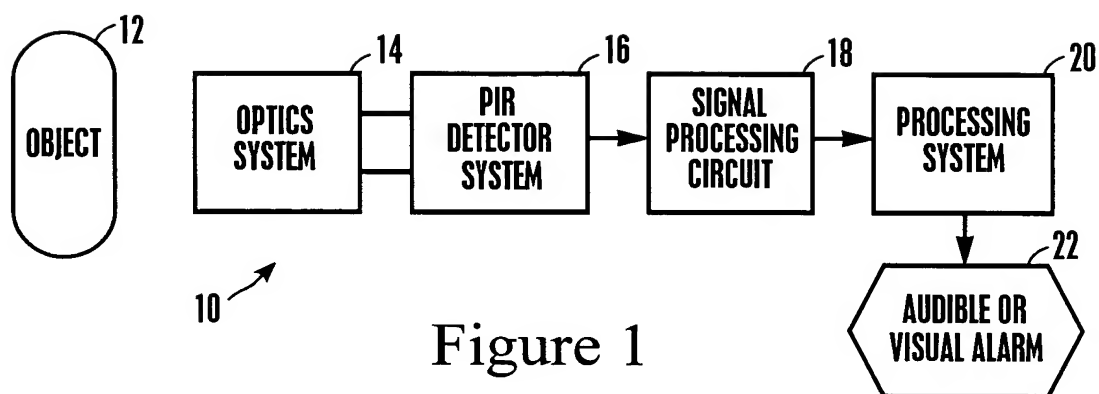 12
OBJECT
14
OPTICS
SYSTEM
16
PIR
DETECTOR
SYSTEM
18
SIGNAL
PROCESSING
CIRCUIT
20
PROCESSING
SYSTEM
22
AUDIBLE OR
VISUAL ALARM
10
Figure 1